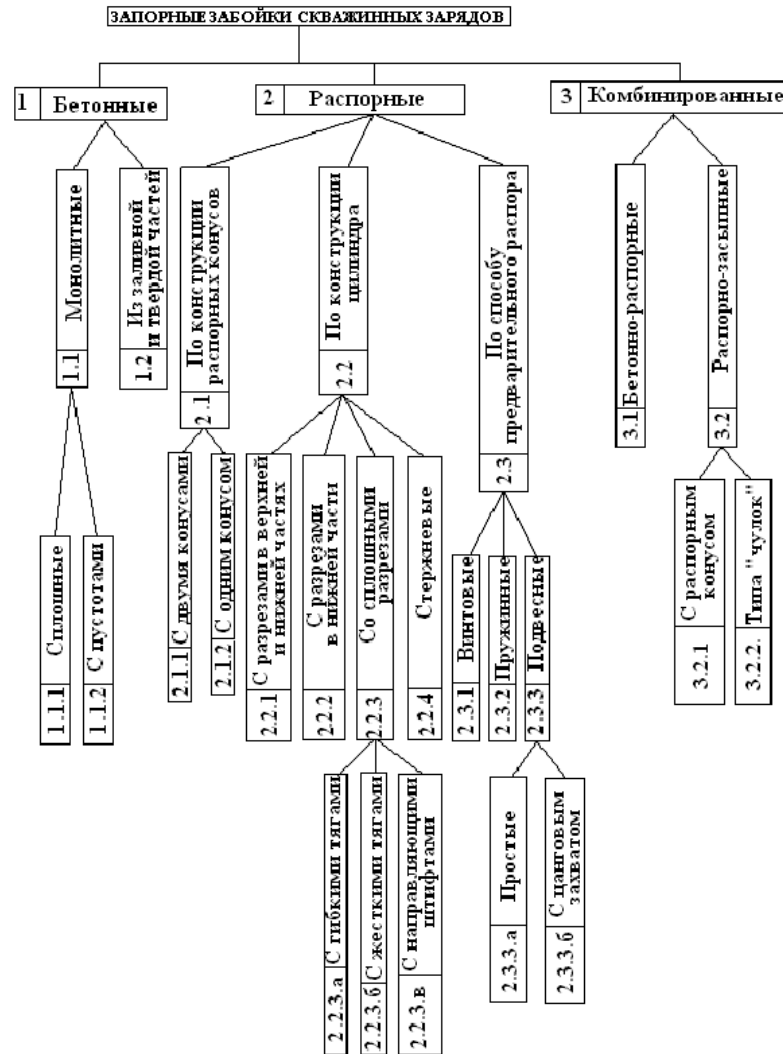 ЗАПОРНЫЕ ЗАБОЙКИ СКВАЖИННЫХ ЗАРЯДОВ
1 Бетонные
2 Распорные
3 Комбинированные
1.1 Монолитные
1.2 Из заливной
и твердой частей
2.1 По конструкции
распорных конусов
2.2 По конструкции
цилиндра
2.3 По способу
предварительного распора
3.1 Бетонно-распорные
3.2 Распорно-засыпные
1.1.1 Сплошные
1.1.2 С пустотами
2.1.1 С двумя конусами
2.1.2 С одним конусом
2.2.1 С разрезами в верхней
и нижней частях
2.2.2 С разрезами
в нижней части
2.2.3 Со сплошными
разрезами
2.2.4 Стержневые
2.3.1 Винтовые
2.3.2 Пружинные
2.3.3 Подвесные
3.2.1 С распорным
конусом
3.2.2. Типа "чулок"
2.2.3.а С гибкими тягами
2.2.3.б С жесткими тягами
2.2.3.в С направляющими
штифтами
2.3.3.а Простые
2.3.3.б С цанговым
захватом